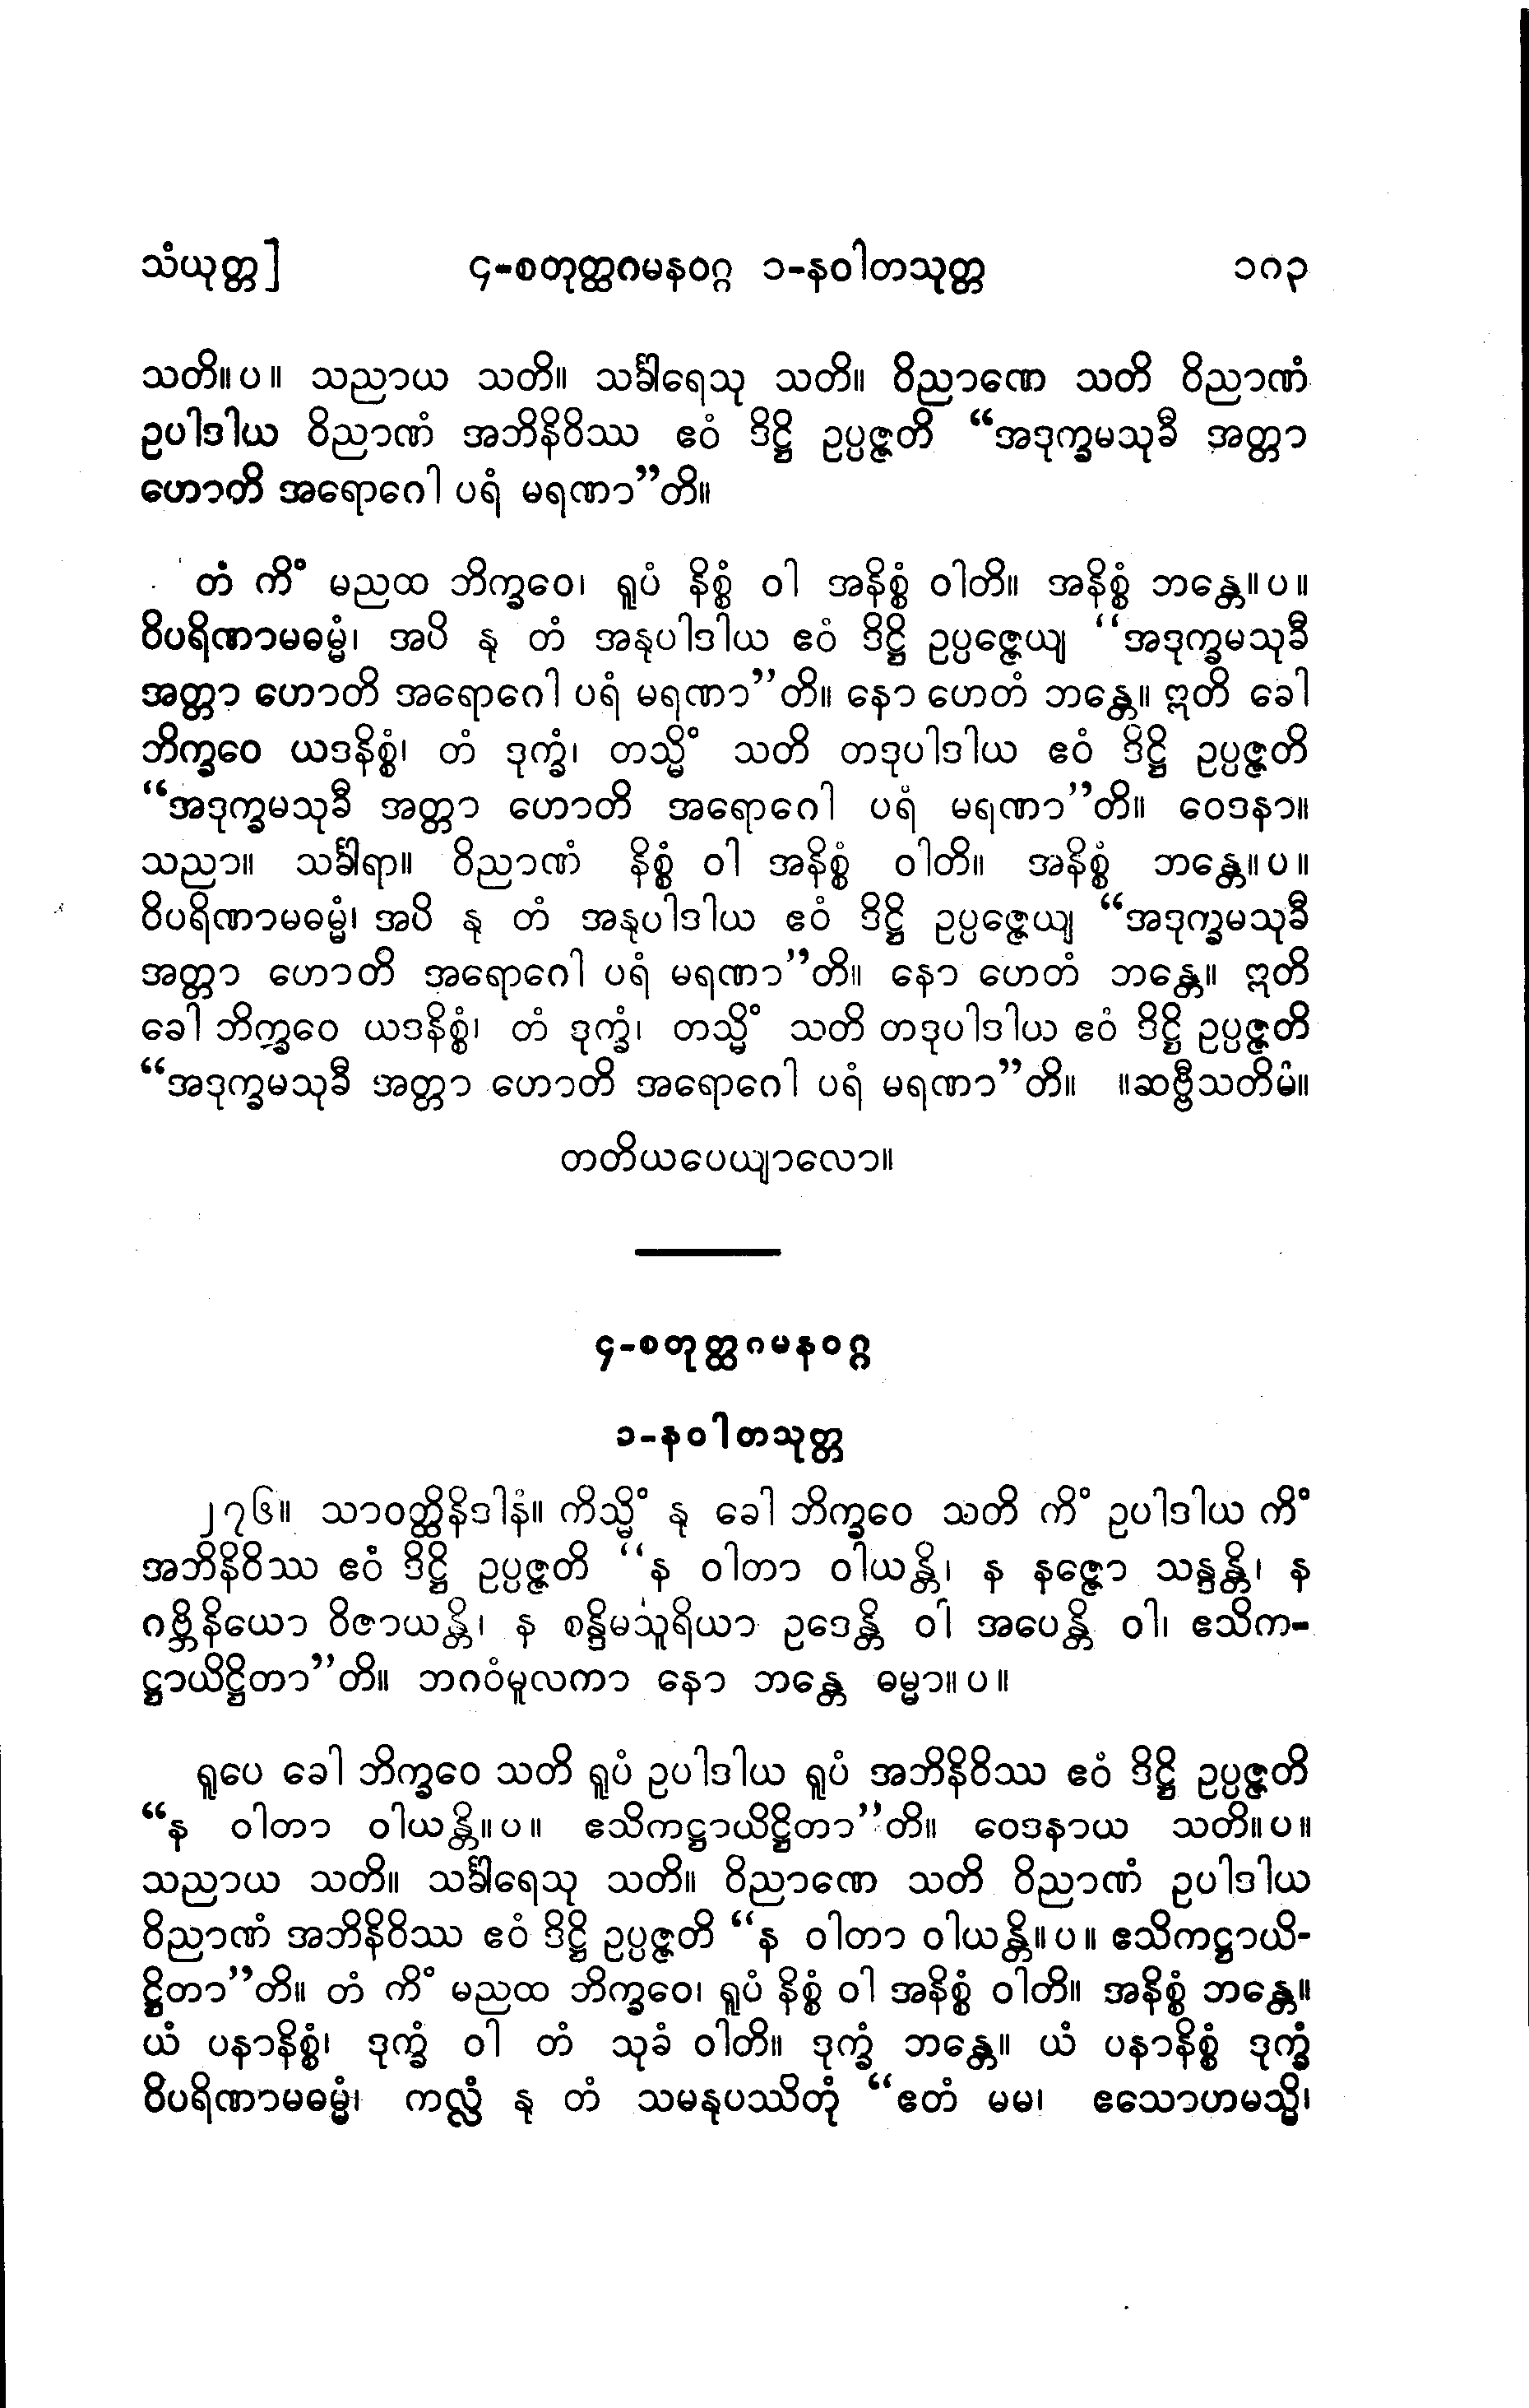 သံယုတ္တ] ၄-စတုတ္ထဂမနဝဂ္ဂ ၁-နဝါတသုတ္တ ၁၈၃
သတိ။ပ။ သညာယ သတိ။ သင်္ခါရေသု သတိ။ ဝိညာဏေ သတိ ဝိညာဏံ
ဥပါဒါယ ဝိညာဏံ အဘိနိဝိဿ ဧဝံ ဒိဋ္ဌိ ဥပ္ပဇ္ဇတိ “အဒုက္ခမသုခီ အတ္တာ
ဟောတိ အရောဂေါ ပရံ မရဏာ”တိ။
တံ ကိံ မညထ ဘိက္ခဝေ၊ ရူပံ နိစ္စံ ဝါ အနိစ္စံ ဝါတိ။ အနိစ္စံ ဘန္တေ။ပ။
ဝိပရိဏာမဓမ္မံ၊ အပိ နု တံ အနုပါဒါယ ဧဝံ ဒိဋ္ဌိ ဥပ္ပဇ္ဇေယျ “အဒုက္ခမသုခီ
အတ္တာ ဟောတိ အရောဂေါ ပရံ မရဏာ”တိ။ နော ဟေတံ ဘန္တေ။ ဣတိ ခေါ
ဘိက္ခဝေ ယဒနိစ္စံ၊ တံ ဒုက္ခံ၊ တသ္မိံ သတိ တဒုပါဒါယ ဧဝံ ဒိဋ္ဌိ ဥပ္ပဇ္ဇတိ
“အဒုက္ခမသုခီ အတ္တာ ဟောတိ အရောဂေါ ပရံ မရဏာ”တိ။ ဝေဒနာ။
သညာ။ သင်္ခါရာ။ ဝိညာဏံ နိစ္စံ ဝါ အနိစ္စံ ဝါတိ။ အနိစ္စံ ဘန္တေ။ပ။
ဝိပရိဏာမဓမ္မံ၊ အပိ နု တံ အနုပါဒါယ ဧဝံ ဒိဋ္ဌိ ဥပ္ပဇ္ဇေယျ “အဒုက္ခမသုခီ
အတ္တာ ဟောတိ အရောဂေါ ပရံ မရဏာ”တိ။ နော ဟေတံ ဘန္တေ။ ဣတိ
ခေါ ဘိက္ခဝေ ယဒနိစ္စံ၊ တံ ဒုက္ခံ၊ တသ္မိံ သတိ တဒုပါဒါယ ဧဝံ ဒိဋ္ဌိ ဥပ္ပဇ္ဇတိ
“အဒုက္ခမသုခီ အတ္တာ ဟောတိ အရောဂေါ ပရံ မရဏာ”တိ။ ။ဆဗ္ဗီသတိမံ။
တတိယပေယျာလော။
၄-စတုတ္ထဂမနဝဂ္ဂ
၁-နဝါတသုတ္တ
၂၇၆။ သာဝတ္ထိနိဒါနံ။ ကိသ္မိံ နု ခေါ ဘိက္ခဝေ သတိ ကိံ ဥပါဒါယ ကိံ
အဘိနိဝိဿ ဧဝံ ဒိဋ္ဌိ ဥပ္ပဇ္ဇတိ “န ဝါတာ ဝါယန္တိ၊ န နဇ္ဇော သန္ဒန္တိ၊ န
ဂဗ္ဘိနိယော ဝိဇာယန္တိ၊ န စန္ဒိမသူရိယာ ဥဒေန္တိ ဝါ အပေန္တိ ဝါ၊ ဧသိက-
ဋ္ဌာယိဋ္ဌိတာ”တိ။ ဘဂဝံမူလကာ နော ဘန္တေ ဓမ္မာ။ပ။
ရူပေ ခေါ ဘိက္ခဝေ သတိ ရူပံ ဥပါဒါယ ရူပံ အဘိနိဝိဿ ဧဝံ ဒိဋ္ဌိ ဥပ္ပဇ္ဇတိ
“န ဝါတာ ဝါယန္တိ။ပ။ ဧသိကဋ္ဌာယိဋ္ဌိတာ”တိ။ ဝေဒနာယ သတိ။ပ။
သညာယ သတိ။ သင်္ခါရေသု သတိ။ ဝိညာဏေ သတိ ဝိညာဏံ ဥပါဒါယ
ဝိညာဏံ အဘိနိဝိဿ ဧဝံ ဒိဋ္ဌိ ဥပ္ပဇ္ဇတိ “န ဝါတာ ဝါယန္တိ။ပ။ ဧသိကဋ္ဌာယိ-
ဋ္ဌိတာ”တိ။ တံ ကိံ မညထ ဘိက္ခဝေ၊ ရူပံ နိစ္စံ ဝါ အနိစ္စံ ဝါတိ။ အနိစ္စံ ဘန္တေ။
ယံ ပနာနိစ္စံ၊ ဒုက္ခံ ဝါ တံ သုခံ ဝါတိ။ ဒုက္ခံ ဘန္တေ။ ယံ ပနာနိစ္စံ ဒုက္ခံ
ဝိပရိဏာမဓမ္မံ၊ ကလ္လံ နု တံ သမနုပဿိတုံ “ဧတံ မမ၊ ဧသောဟမသ္မိ၊